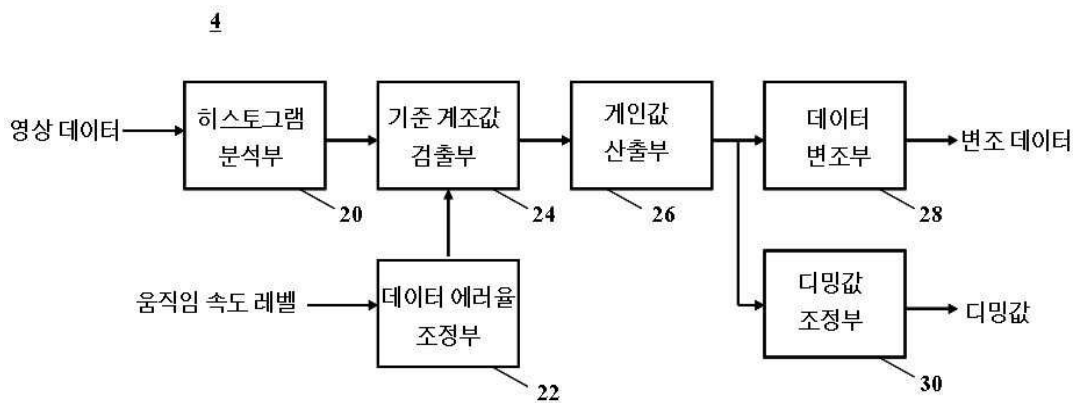 4
영상 데이터
히스토그램
분석부
20
기준 계조값
검출부
24
게인값
산출부
26
데이터
변조부
28
변조 데이터
움직임 속도 레벨
데이터 에러율
조정부
22
디밍값
조정부
30
디밍값